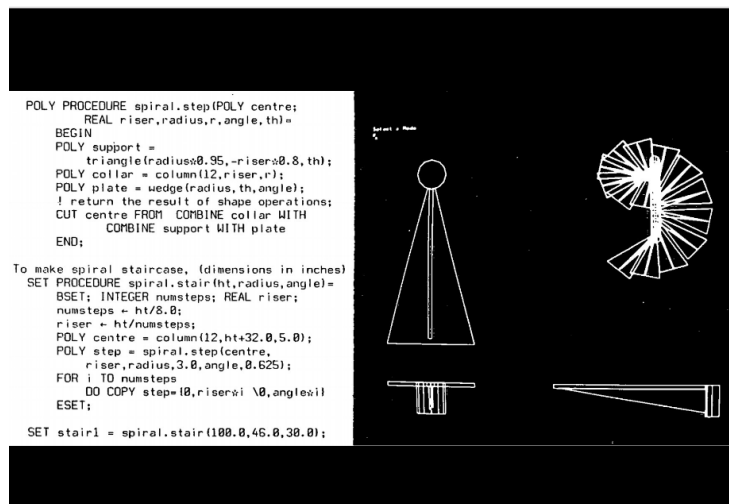 POLY PROCEDURE spiral.step(POLY centre;
REAL riser,radius,r,angle,th)=
BEGIN
POLY support =
triangle(radius☆0.95,-riser☆0.8,th);
POLY collar = column(12,riser,r);
POLY plate = wedge(radius,th,angle);
! return the result of shape operations;
CUT centre FROM COMBINE collar WITH
COMBINE support WITH plate
END;
To make spiral staircase, (dimensions in inches)
SET PROCEDURE spiral.stair(ht,radius,angle)=
BSET; INTEGER numsteps; REAL riser;
numsteps ← ht/8.0;
riser ← ht/numsteps;
POLY centre = column(12,ht+32.0,5.0);
POLY step = spiral.step(centre,
riser,radius,3.0,angle,0.625);
FOR i TO numsteps
DO COPY step={0,riser☆i \0,angle☆i}
ESET;
SET stair1 = spiral.stair(100.0,46.0,30.0);
Select a Mode